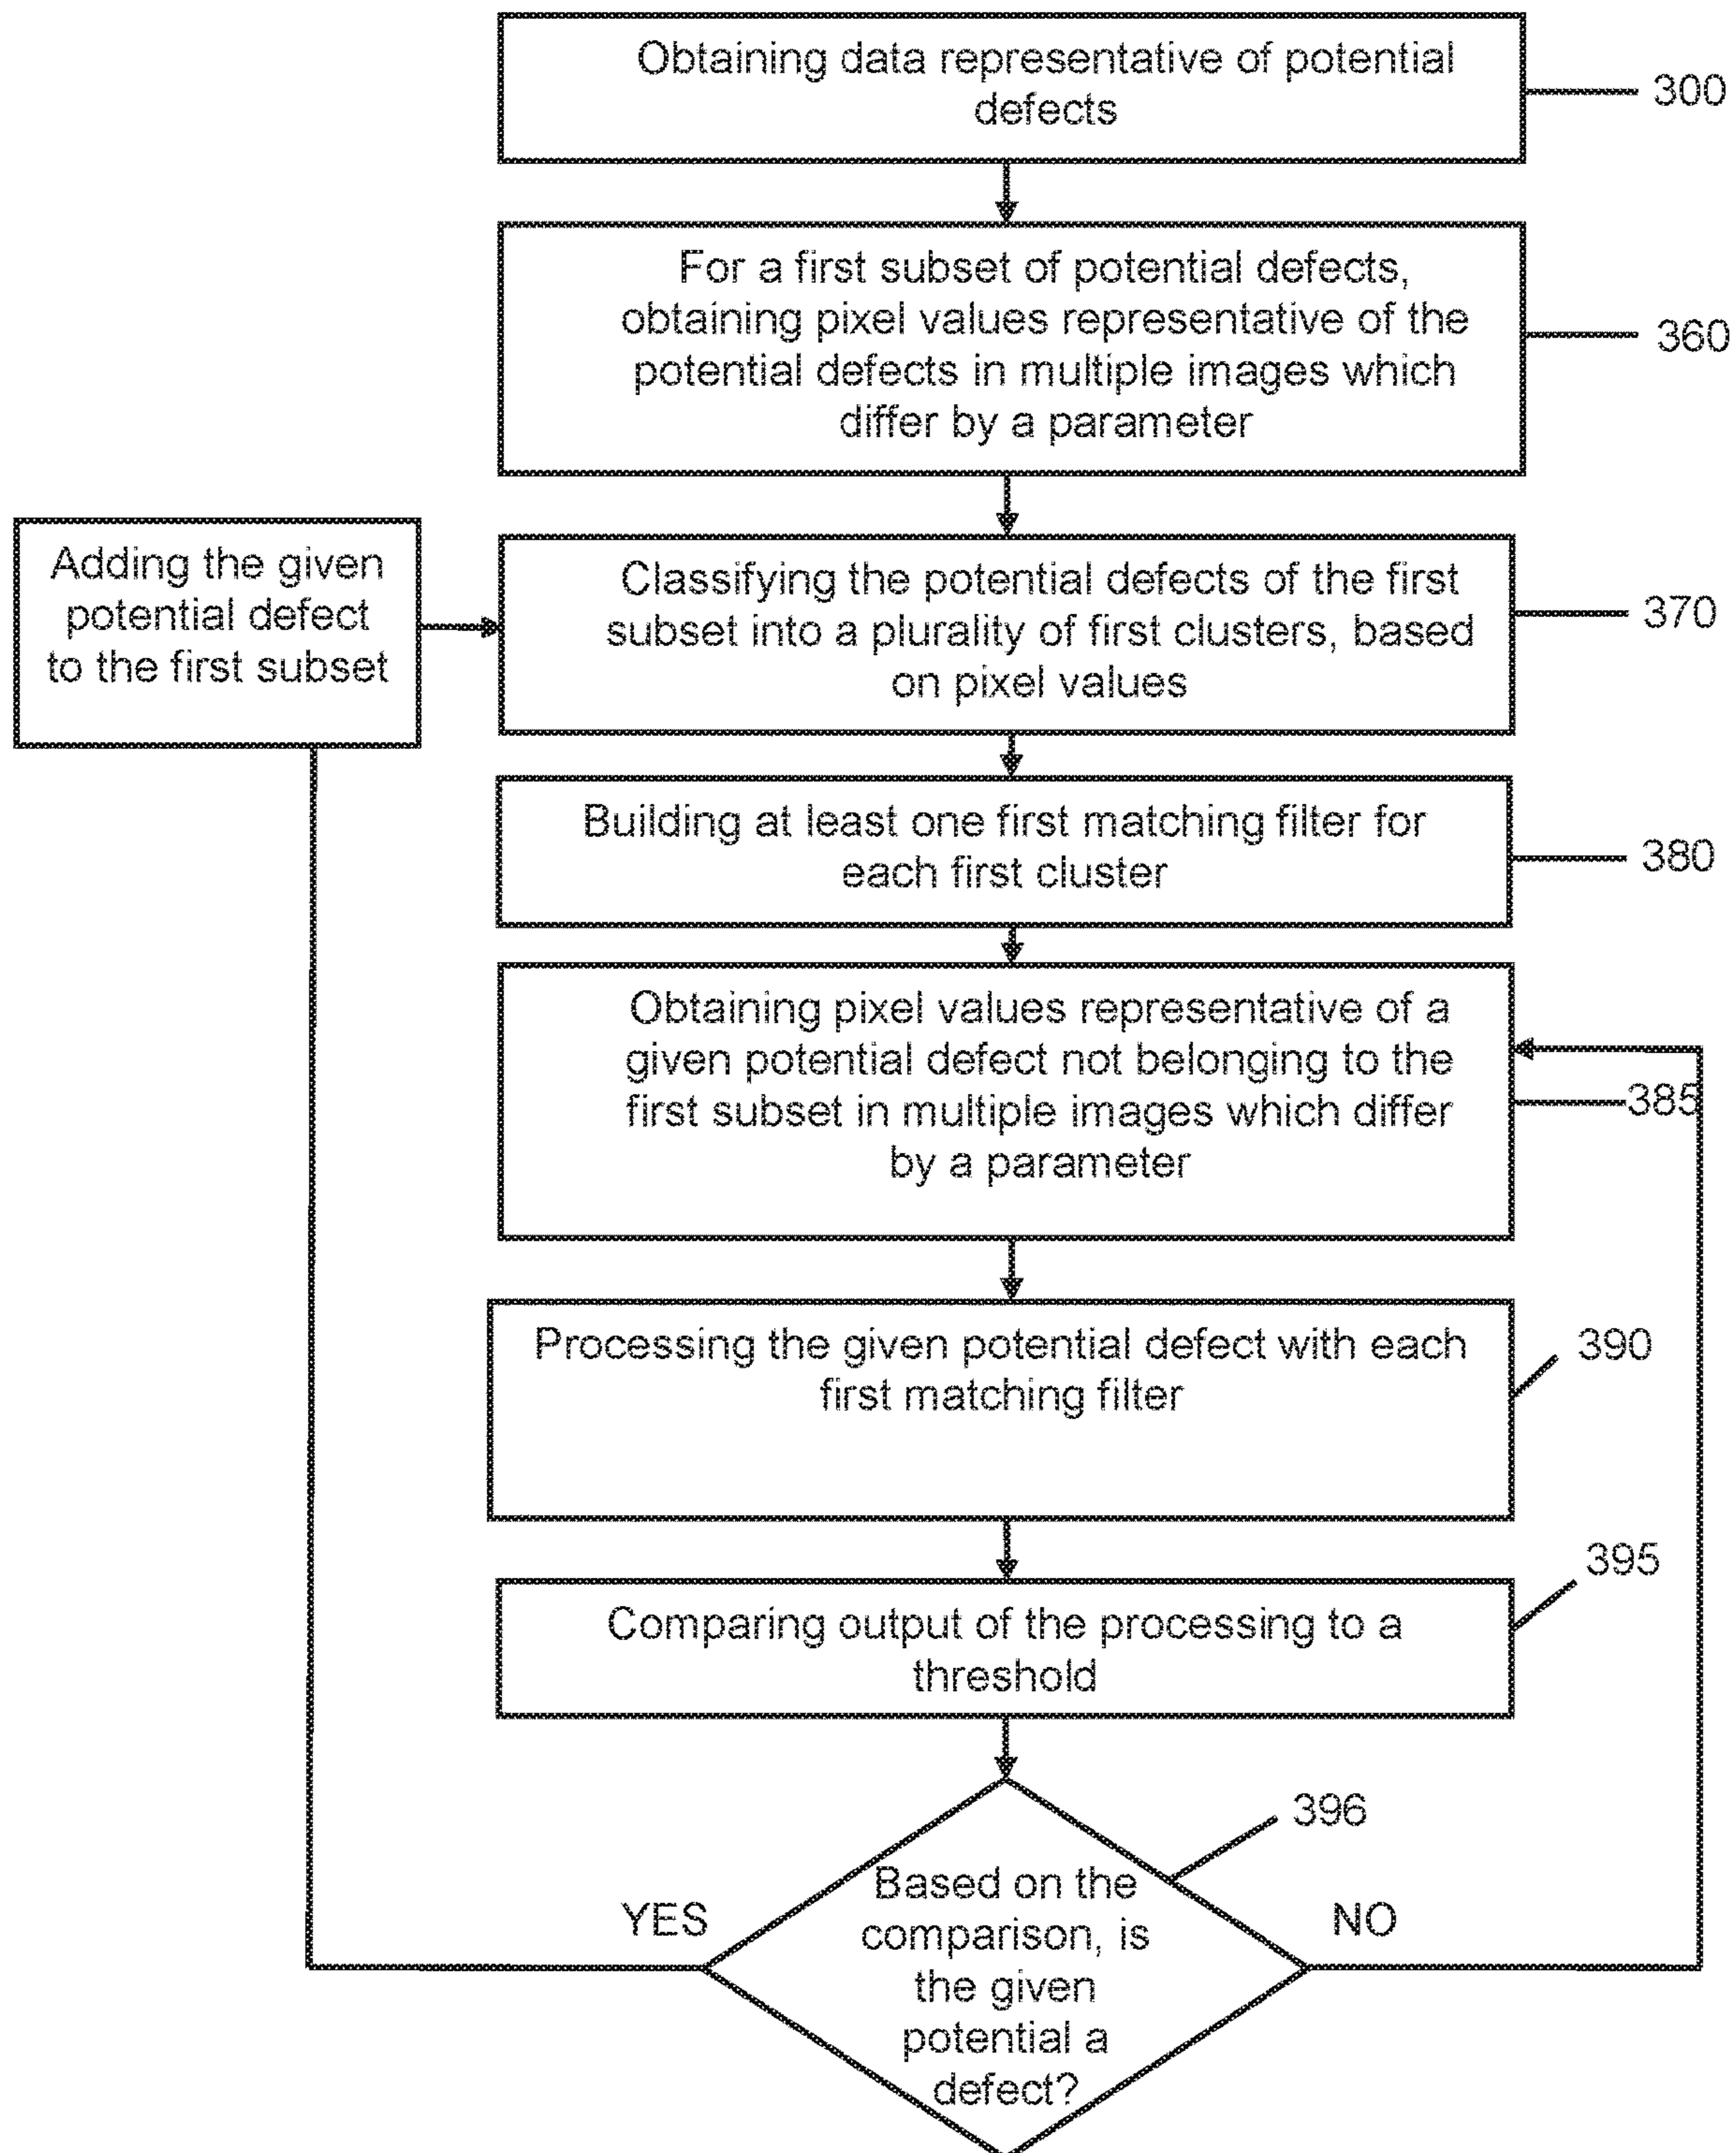 Obtaining data representative of potential
defects
300
For a first subset of potential defects,
obtaining pixel values representative of the
potential defects in multiple images which
differ by a parameter
360
Adding the given
potential defect
to the first subset
Classifying the potential defects of the first
subset into a plurality of first clusters, based
on pixel values
370
Building at least one first matching filter for
each first cluster
380
Obtaining pixel values representative of a
given potential defect not belonging to the
first subset in multiple images which differ
by a parameter
385
Processing the given potential defect with each
first matching filter
390
Comparing output of the processing to a
threshold
395
Based on the
comparison, is
the given
potential a
defect?
396
YES
NO